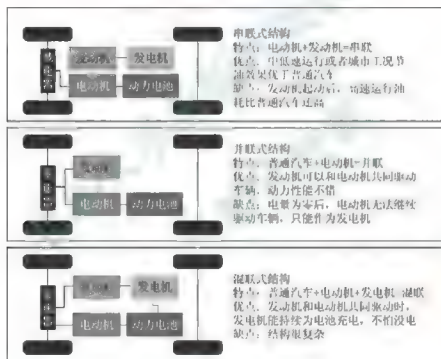 串联式结构
特点:电动机+发动机=串联
优点:中低速运行或者城市工况节
油效果优于普通汽车
缺点:发动机起动后,高速运行油
耗比普通汽车还高
发动机
发电机
电动机
动力电池
并联式结构
特点:普通汽车+电动机=并联
优点:发动机可以和电动机共同驱动
车辆,动力性能不错
缺点:电量为零后,电动机无法继续
驱动车辆,只能作为发电机
电动机
动力电池
混联式结构
特点:普通汽车+电动机+发电机=混联
优点:发动机和电动机共同驱动时,
发电机能持续为电池充电,不怕没电
缺点:结构很复杂
发电机
电动机
动力电池